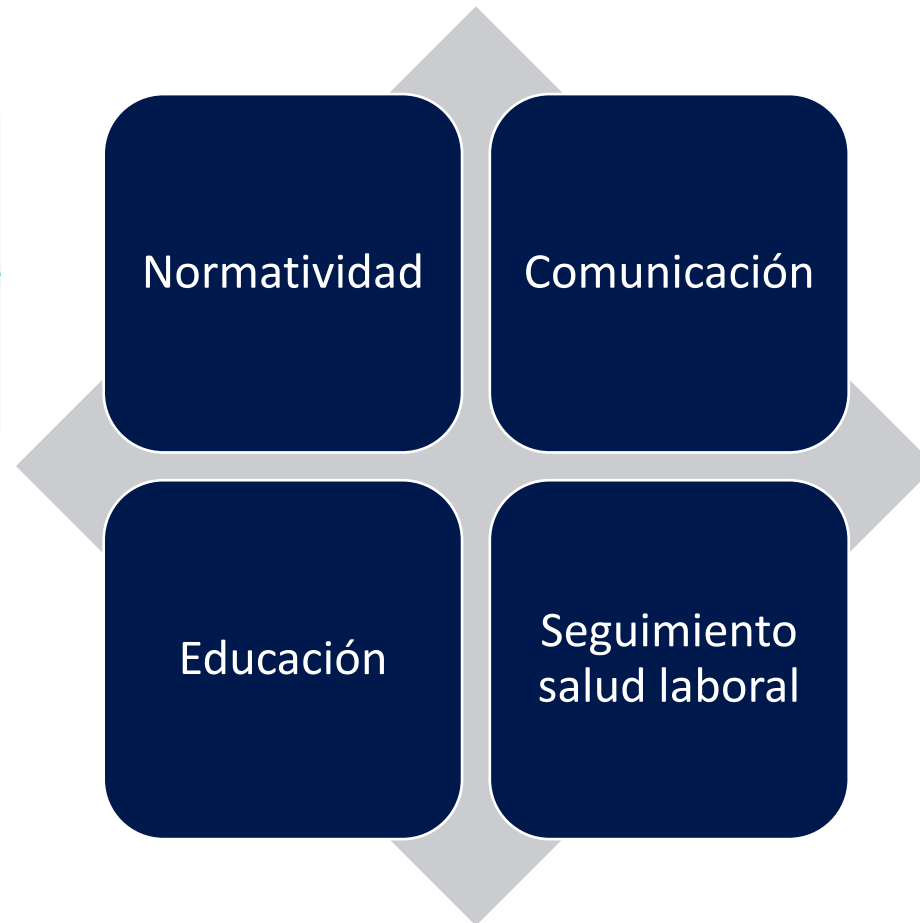 Normatividad
Comunicación
Educación
Seguimiento
salud laboral